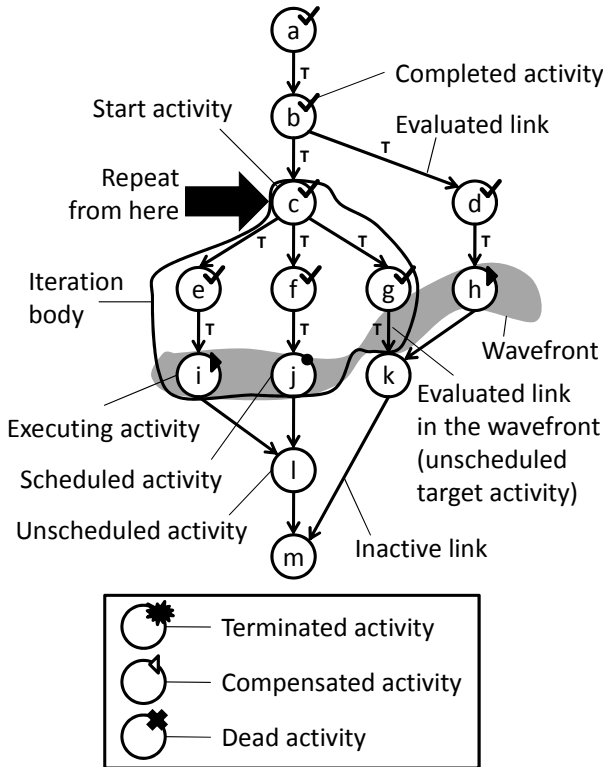 a
T
Completed activity
b
Start activity
Evaluated link
T
T
Repeat
from here
c
d
T
T
T
T
Iteration
body
e
f
g
h
T
T
T
Wavefront
i
j
k
Executing activity
Evaluated link
in the wavefront
(unscheduled
target activity)
Scheduled activity
l
Unscheduled activity
Inactive link
m
Terminated activity
Compensated activity
Dead activity